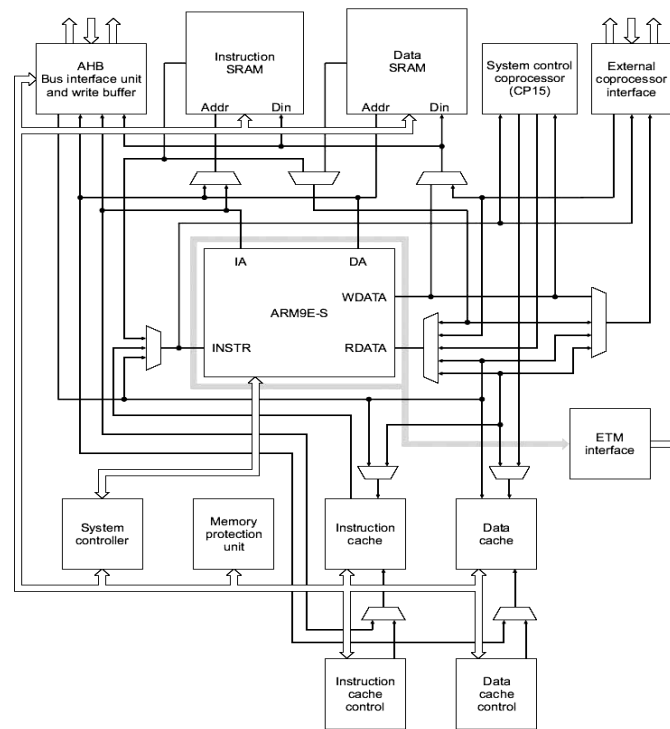 AHB
Bus interface unit
and write buffer
Instruction
SRAM
Addr Din
Data
SRAM
Addr Din
System control
coprocessor
(CP15)
External
coprocessor
interface
IA DA
ARM9E-S
WDATA
INSTR
RDATA
ETM
interface
System
controller
Memory
protection
unit
Instruction
cache
Data
cache
Instruction
cache
control
Data
cache
control